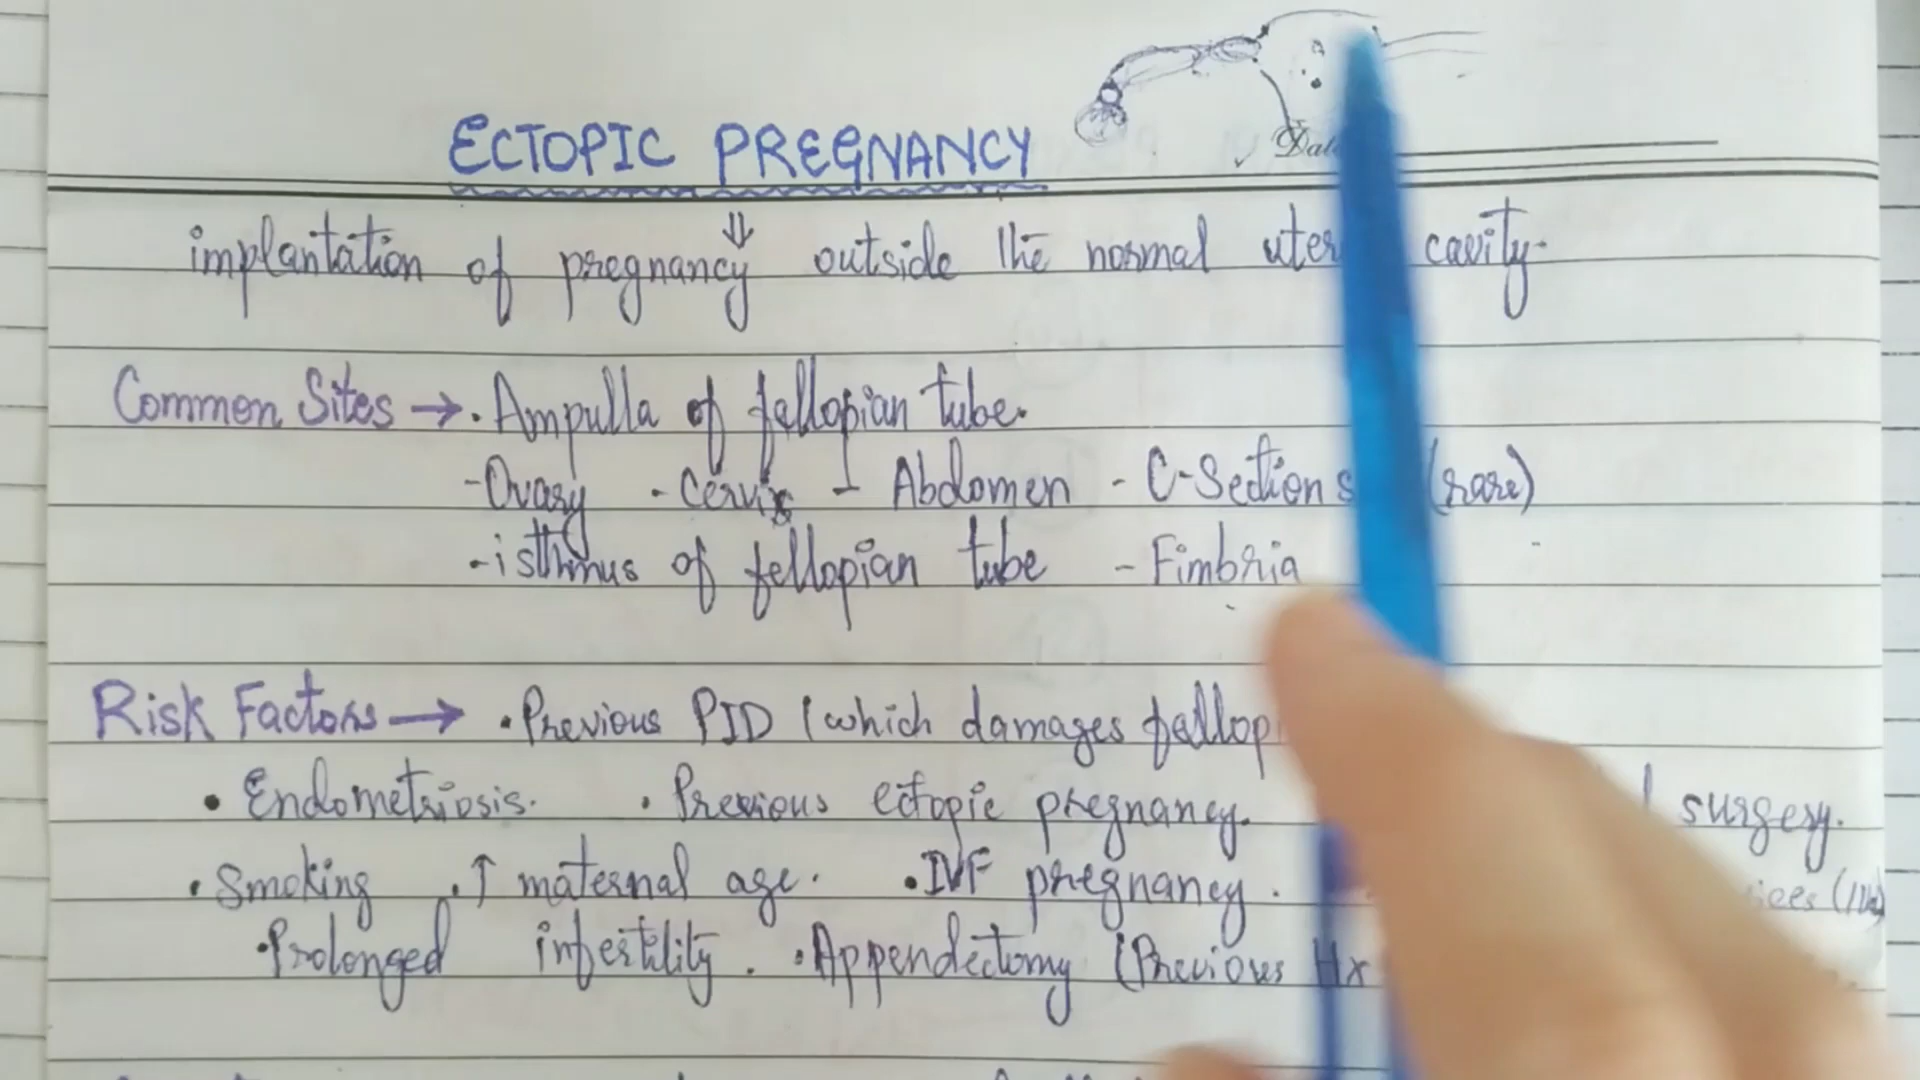 ECTOPIC PREGNANCY
implantation of pregnancy outside the normal cavity.
Common Sites → • Ampulla of fallopian tube.
- Ovary - Cervix - Abdomen - C-Section (rare)
- isthmus of fellopian tube - Fimbria
Risk Factors → • Previous PID (which damages
• Endometriosis. • Previous ectopic pregnancy. surgery.
• Smoking • ↑ maternal age. • IVF pregnancy.
• Prolonged infertility. • Appendectomy (Previous Hx